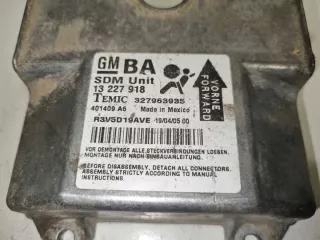 GM BA
SDM Unit
13 227 918
TEMIC 327963935
401409 A6 Made in Mexico
R3V5D19AVE 19/04/05 00
VORNE
FORWARD
VOR DEMONTAGE ALLE STECKVERBINDUNGEN LOESEN,
MONTAGE NUR NACH EINBAUANLEITUNG.
BEFORE DISASSEMBLY, DETACH ALL CONNECTORS.
ASSEMBLY STRICTLY ACCORDING TO MANUAL
INSTRUCTIONS